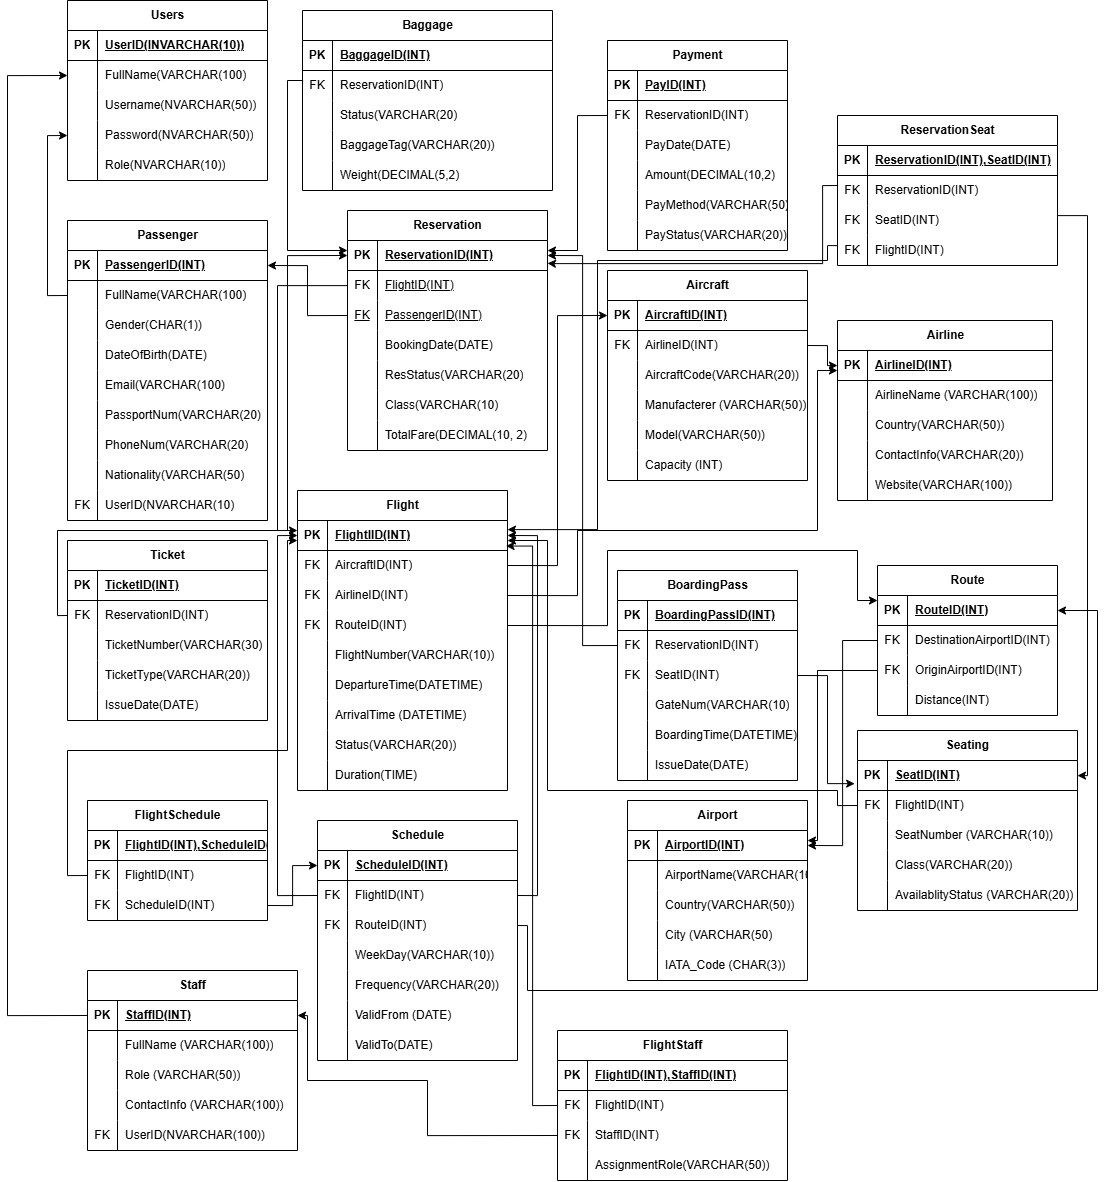 Users
PK UserID(INVARCHAR(10))
FullName(VARCHAR(100)
Username(NVARCHAR(50))
Password(NVARCHAR(50))
Role(NVARCHAR(10))
Baggage
PK BaggageID(INT)
FK ReservationID(INT)
Status(VARCHAR(20)
BaggageTag(VARCHAR(20))
Weight(DECIMAL(5,2)
Payment
PK PayID(INT)
FK ReservationID(INT)
PayDate(DATE)
Amount(DECIMAL(10,2)
PayMethod(VARCHAR(50)
PayStatus(VARCHAR(20))
ReservationSeat
PK ReservationID(INT),SeatID(INT)
FK ReservationID(INT)
FK SeatID(INT)
FK FlightID(INT)
Passenger
PK PassengerID(INT)
FullName(VARCHAR(100)
Gender(CHAR(1))
DateOfBirth(DATE)
Email(VARCHAR(100)
PassportNum(VARCHAR(20)
PhoneNum(VARCHAR(20)
Nationality(VARCHAR(50)
FK UserID(NVARCHAR(10)
Reservation
PK ReservationID(INT)
FK FlightID(INT)
FK PassengerID(INT)
BookingDate(DATE)
ResStatus(VARCHAR(20)
Class(VARCHAR(10)
TotalFare(DECIMAL(10, 2)
Aircraft
PK AircraftID(INT)
FK AirlineID(INT)
AircraftCode(VARCHAR(20))
Manufacterer (VARCHAR(50))
Model(VARCHAR(50))
Capacity (INT)
Airline
PK AirlineID(INT)
AirlineName (VARCHAR(100))
Country(VARCHAR(50))
ContactInfo(VARCHAR(20))
Website(VARCHAR(100))
Flight
PK FlightIID(INT)
FK AircraftID(INT)
FK AirlineID(INT)
FK RouteID(INT)
FlightNumber(VARCHAR(10))
DepartureTime(DATETIME)
ArrivalTime (DATETIME)
Status(VARCHAR(20))
Duration(TIME)
Ticket
PK TicketID(INT)
FK ReservationID(INT)
TicketNumber(VARCHAR(30)
TicketType(VARCHAR(20))
IssueDate(DATE)
BoardingPass
PK BoardingPassID(INT)
FK ReservationID(INT)
FK SeatID(INT)
GateNum(VARCHAR(10)
BoardingTime(DATETIME)
IssueDate(DATE)
Route
PK RouteID(INT)
FK DestinationAirportID(INT)
FK OriginAirportID(INT)
Distance(INT)
Seating
PK SeatID(INT)
FK FlightID(INT)
SeatNumber (VARCHAR(10))
Class(VARCHAR(20))
AvailablityStatus (VARCHAR(20))
FlightSchedule
PK FlightID(INT),ScheduleID(
FK FlightID(INT)
FK ScheduleID(INT)
Schedule
PK ScheduleID(INT)
FK FlightID(INT)
FK RouteID(INT)
WeekDay(VARCHAR(10))
Frequency(VARCHAR(20))
ValidFrom (DATE)
ValidTo(DATE)
Airport
PK AirportID(INT)
AirportName(VARCHAR(10
Country(VARCHAR(50))
City (VARCHAR(50)
IATA_Code (CHAR(3))
Staff
PK StaffID(INT)
FullName (VARCHAR(100))
Role (VARCHAR(50))
ContactInfo (VARCHAR(100))
FK UserID(NVARCHAR(100))
FlightStaff
PK FlightID(INT),StaffID(INT)
FK FlightID(INT)
FK StaffID(INT)
AssignmentRole(VARCHAR(50))